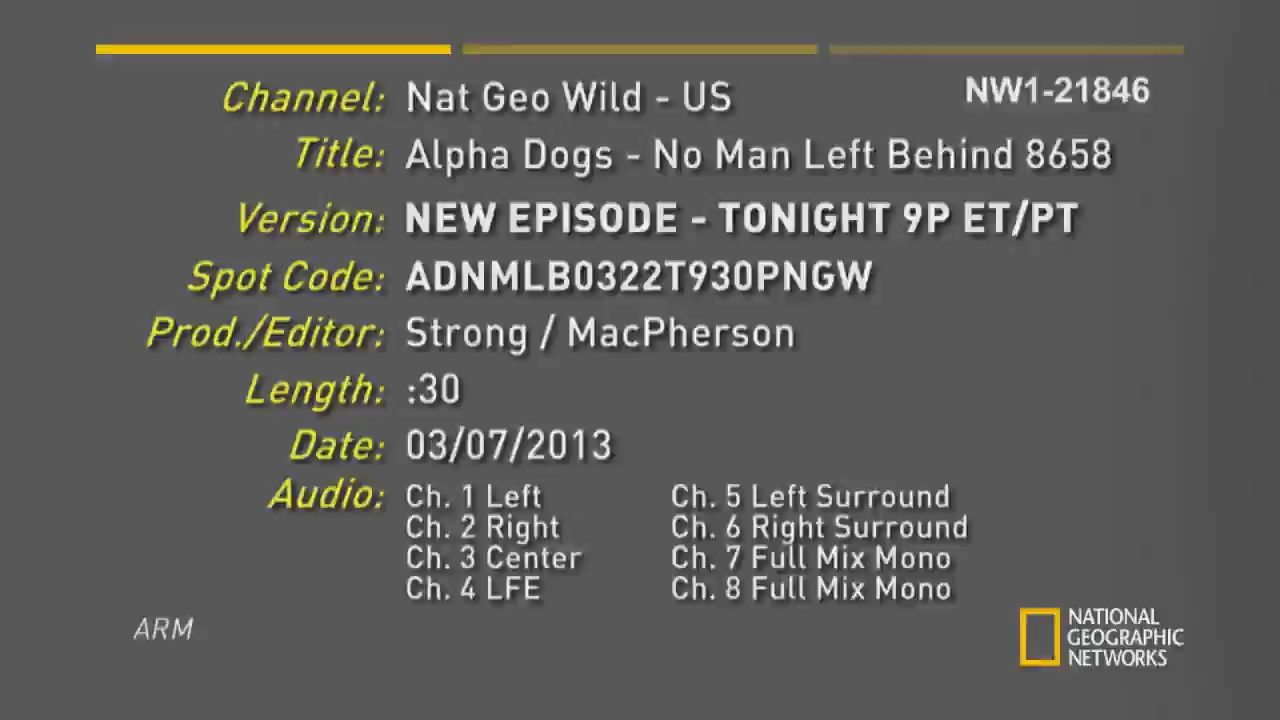 Channel: Nat Geo Wild - US
NW1-21846
Title: Alpha Dogs - No Man Left Behind 8658
Version: NEW EPISODE - TONIGHT 9P ET/PT
Spot Code: ADNMLB0322T930PNGW
Prod./Editor: Strong / MacPherson
Length: :30
Date: 03/07/2013
Audio: Ch. 1 Left Ch. 5 Left Surround
Ch. 2 Right Ch. 6 Right Surround
Ch. 3 Center Ch. 7 Full Mix Mono
Ch. 4 LFE Ch. 8 Full Mix Mono
ARM
NATIONAL
GEOGRAPHIC
NETWORKS